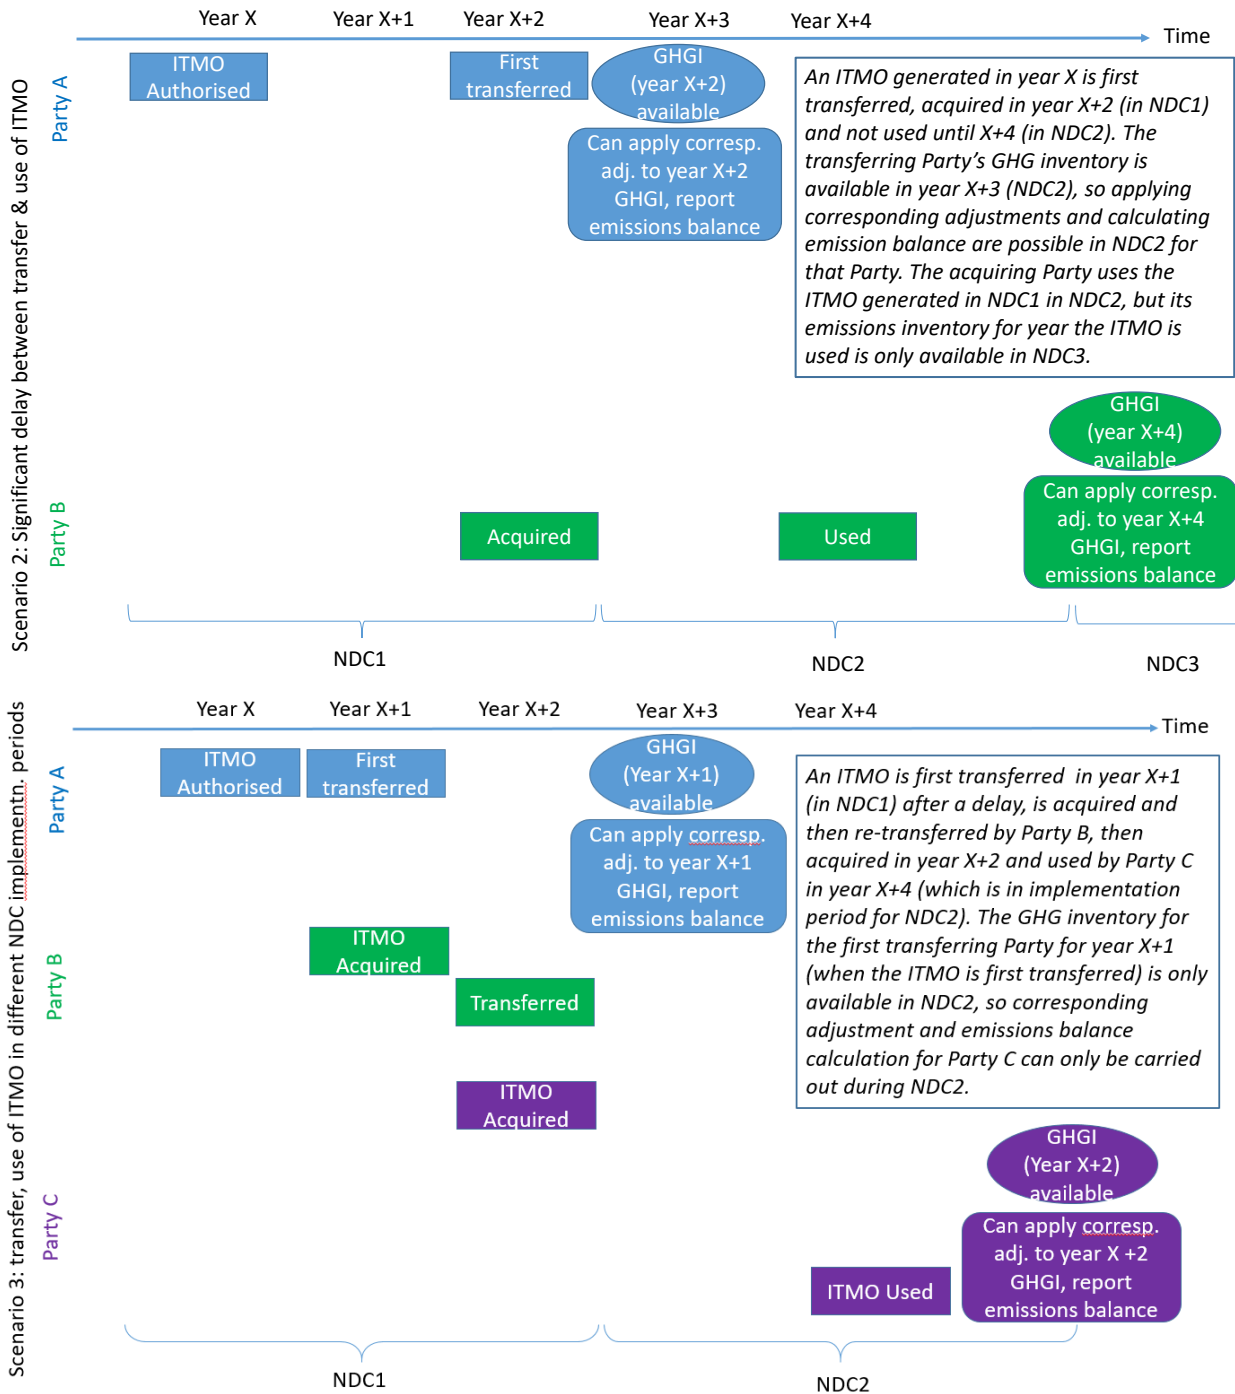 Scenario 2: Significant delay between transfer & use of ITMO
Year X
Year X+1
Year X+2
Year X+3
Year X+4
Time
Party A
ITMO
Authorised
First
transferred
GHGI
(year X+2)
available
Can apply corresp.
adj. to year X+2
GHGI, report
emissions balance
An ITMO generated in year X is first
transferred, acquired in year X+2 (in NDC1)
and not used until X+4 (in NDC2). The
transferring Party’s GHG inventory is
available in year X+3 (NDC2), so applying
corresponding adjustments and calculating
emission balance are possible in NDC2 for
that Party. The acquiring Party uses the
ITMO generated in NDC1 in NDC2, but its
emissions inventory for year the ITMO is
used is only available in NDC3.
Party B
Acquired
Used
GHGI
(year X+4)
available
Can apply corresp.
adj. to year X+4
GHGI, report
emissions balance
NDC1
NDC2
NDC3
Scenario 3: transfer, use of ITMO in different NDC implementn. periods
Year X
Year X+1
Year X+2
Year X+3
Year X+4
Time
Party A
ITMO
Authorised
First
transferred
GHGI
(Year X+1)
available
Can apply corresp.
adj. to year X+1
GHGI, report
emissions balance
An ITMO is first transferred in year X+1
(in NDC1) after a delay, is acquired and
then re-transferred by Party B, then
acquired in year X+2 and used by Party C
in year X+4 (which is in implementation
period for NDC2). The GHG inventory for
the first transferring Party for year X+1
(when the ITMO is first transferred) is only
available in NDC2, so corresponding
adjustment and emissions balance
calculation for Party C can only be carried
out during NDC2.
Party B
ITMO
Acquired
Transferred
ITMO
Acquired
Party C
GHGI
(Year X+2)
available
Can apply corresp.
adj. to year X +2
GHGI, report
emissions balance
ITMO Used
NDC1
NDC2